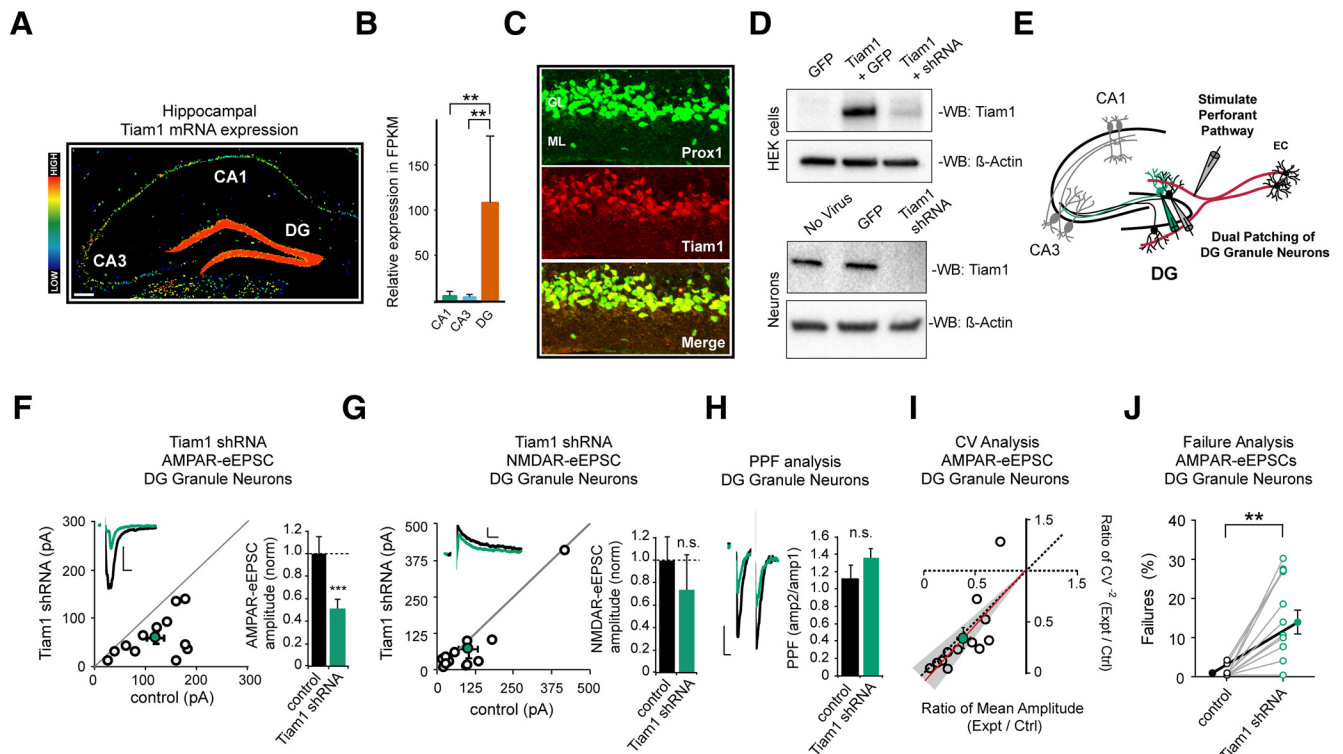 A
Hippocampal
Tiam1 mRNA expression
HIGH
LOW
CA1
DG
CA3
B
Relative expression in FPKM
**
**
150
100
50
CA1
CA3
DG
C
GL
ML
Prox1
Tiam1
Merge
D
GFP
Tiam1
+ GFP
Tiam1
+ shRNA
HEK cells
-WB: Tiam1
-WB: ß-Actin
No Virus
GFP
Tiam1
shRNA
Neurons
-WB: Tiam1
-WB: ß-Actin
E
CA1
Stimulate
Perforant
Pathway
EC
CA3
DG
Dual Patching of
DG Granule Neurons
F
Tiam1 shRNA
AMPAR-eEPSC
DG Granule Neurons
Tiam1 shRNA (pA)
300
200
100
0
0
100
200
300
control (pA)
AMPAR-eEPSC
amplitude (norm)
1.2
1.0
0.8
0.6
0.4
0.2
0
***
control
Tiam1 shRNA
G
Tiam1 shRNA
NMDAR-eEPSC
DG Granule Neurons
Tiam1 shRNA (pA)
500
375
250
125
0
0
125
250
375
500
control (pA)
NMDAR-eEPSC
amplitude (norm)
1.2
1.0
0.8
0.6
0.4
0.2
0
n.s.
control
Tiam1 shRNA
H
PPF analysis
DG Granule Neurons
PPF (amp2/amp1)
1.6
1.4
1.2
1.0
0.8
0.6
0.4
0.2
0
n.s.
control
Tiam1 shRNA
I
CV Analysis
AMPAR-eEPSC
DG Granule Neurons
1.5
0
0.5
1.5
0.5
0
Ratio of CV -2 (Expt / Ctrl)
Ratio of Mean Amplitude
(Expt / Ctrl)
J
Failure Analysis
AMPAR-eEPSCs
DG Granule Neurons
Failures (%)
40
30
20
10
0
**
control
Tiam1 shRNA